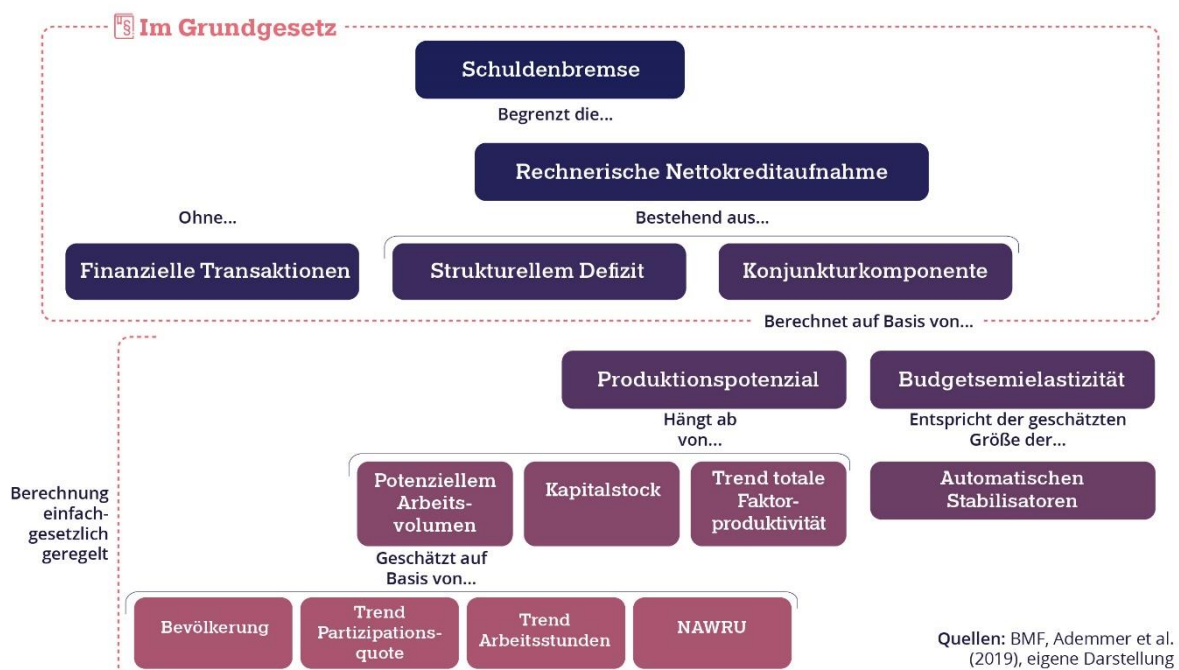 Im Grundgesetz
Schuldenbremse
Begrenzt die...
Rechnerische Nettokreditaufnahme
Ohne...
Bestehend aus...
Finanzielle Transaktionen
Strukturellem Defizit
Konjunkturkomponente
Berechnet auf Basis von...
Produktionspotenzial
Budgetsemielastizität
Hängt ab
von...
Entspricht der geschätzten
Größe der...
Berechnung
einfach-
gesetzlich
geregelt
Potenziellem
Arbeits-
volumen
Kapitalstock
Trend totale
Faktor-
produktivität
Automatischen
Stabilisatoren
Geschätzt auf
Basis von...
Bevölkerung
Trend
Partizipations-
quote
Trend
Arbeitsstunden
NAWRU
Quellen: BMF, Ademmer et al.
(2019), eigene Darstellung